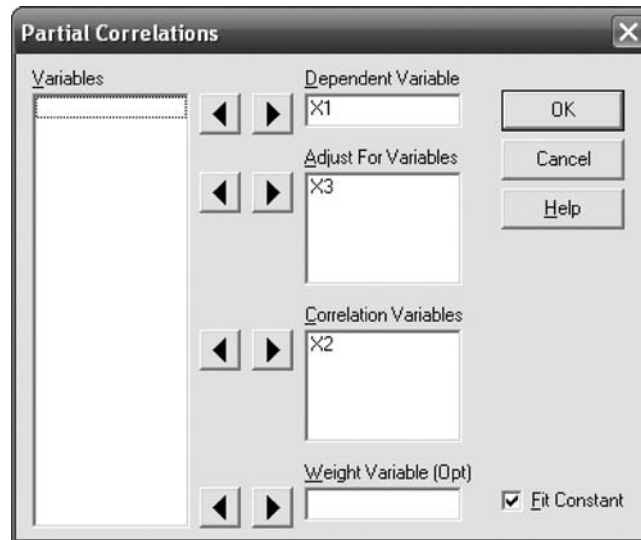 Partial Correlations
Variables
Dependent Variable
X1
Adjust For Variables
X3
Correlation Variables
X2
Weight Variable (Opt)
OK
Cancel
Help
Fit Constant